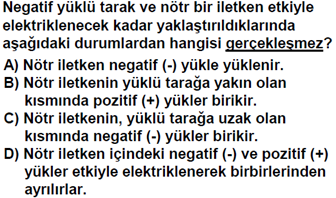 Negatif yüklü tarak ve nötr bir iletken etkiyle
elektriklenecek kadar yaklaştırıldıklarında
aşağıdaki durumlardan hangisi gerçekleşmez?
A) Nötr iletken negatif (-) yükle yüklenir.
B) Nötr iletkenin yüklü tarağa yakın olan
kısmında pozitif (+) yükler birikir.
C) Nötr iletkenin, yüklü tarağa uzak olan
kısmında negatif (-) yükler birikir.
D) Nötr iletken içindeki negatif (-) ve pozitif (+)
yükler etkiyle elektriklenerek birbirlerinden
ayrılırlar.